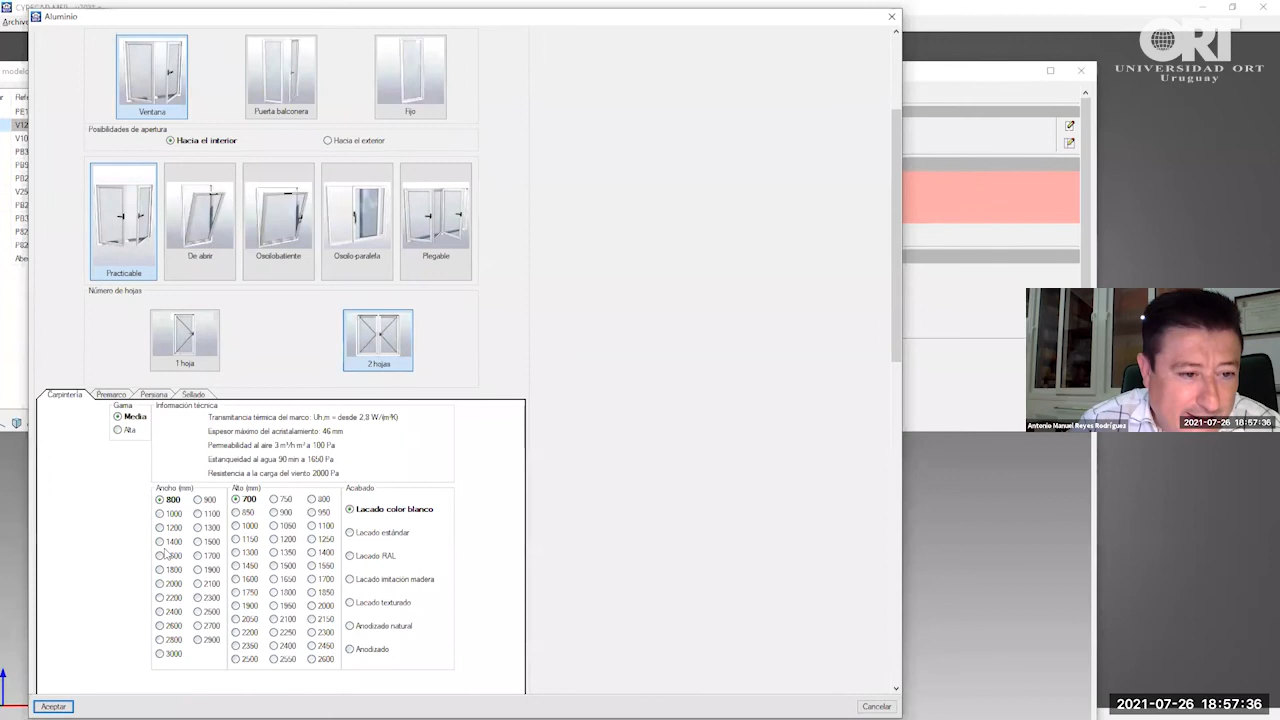 Aluminio
Archivo
ORT
UNIVERSIDAD ORT
Uruguay
modelo
Ventana
Puerta balconera
Fijo
Posibilidades de apertura
Hacia el interior
Hacia el exterior
Practicable
De abrir
Oscilobatiente
Oscilo-paralela
Plegable
Número de hojas
1 hoja
2 hojas
Carpintería Premarco Persiana Sellado
Gama
Media
Alta
Información técnica
Transmitancia térmica del marco: Uh,m = desde 2,8 W/(m²K)
Espesor máximo del acristalamiento: 46 mm
Permeabilidad al aire 3 m³/h·m² a 100 Pa
Estanqueidad al agua 90 min a 1650 Pa
Resistencia a la carga del viento 2000 Pa
Ancho (mm)
800 900
1000 1100
1200 1300
1400 1500
1700
1800 1900
2000 2100
2200 2300
2400 2500
2600 2700
2800 2900
3000
Alto (mm)
700 750 800
850 900 950
1000 1050 1100
1150 1200 1250
1300 1350 1400
1450 1500 1550
1600 1650 1700
1750 1800 1850
1900 1950 2000
2050 2100 2150
2200 2250 2300
2350 2400 2450
2500 2550 2600
Acabado
Lacado color blanco
Lacado estándar
Lacado RAL
Lacado imitación madera
Lacado texturado
Anodizado natural
Anodizado
Aceptar
Cancelar
Antonio Manuel Reyes Rodríguez
2021-07-26 18:57:36
2021-07-26 18:57:36